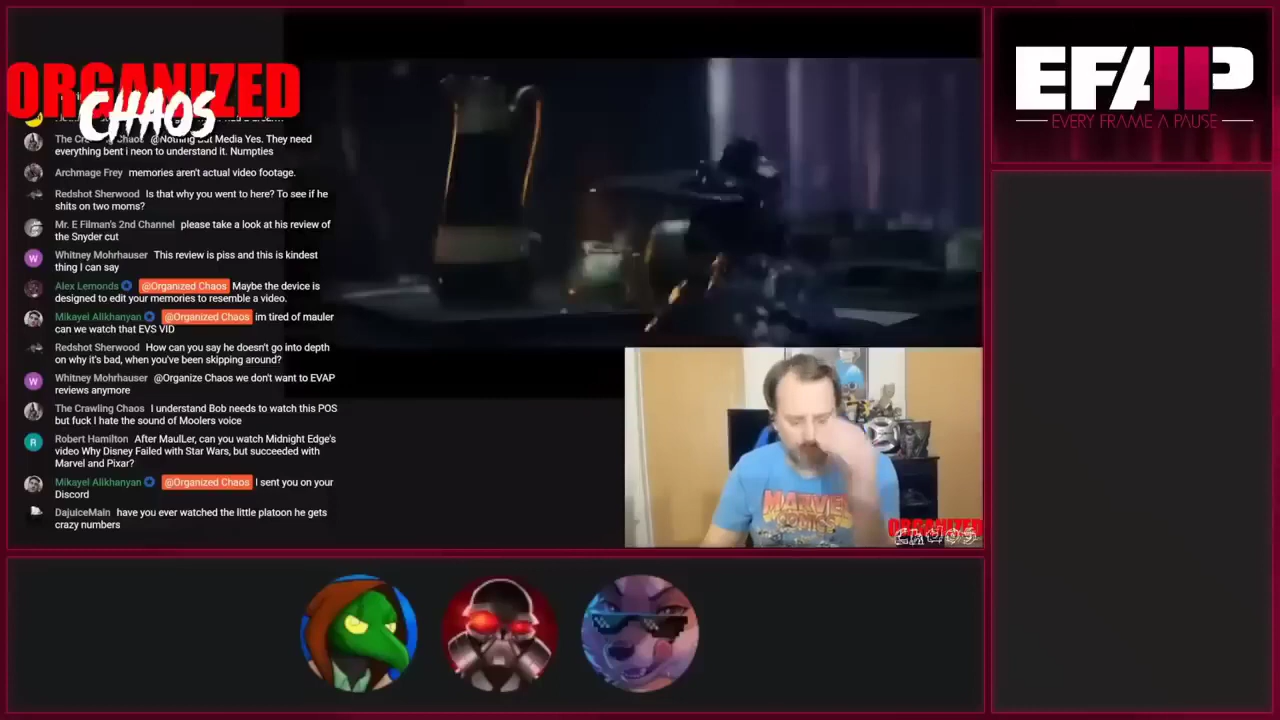 ORGANIZED
CHAOS
EFAP
EVERY FRAME A PAUSE
The Cr Chaos @Nothing But Media Yes. They need
everything bent i neon to understand it. Numpties
Archmage Frey memories aren't actual video footage.
Redshot Sherwood Is that why you went to here? To see if he
shits on two moms?
Mr. E Filman's 2nd Channel please take a look at his review of
the Snyder cut
Whitney Mohrhauser This review is piss and this is kindest
thing I can say
Alex Lemonds @Organized Chaos Maybe the device is
designed to edit your memories to resemble a video.
Mikayel Alikhanyan @Organized Chaos im tired of mauler
can we watch that EVS VID
Redshot Sherwood How can you say he doesn't go into depth
on why it's bad, when you've been skipping around?
Whitney Mohrhauser @Organize Chaos we don't want to EVAP
reviews anymore
The Crawling Chaos I understand Bob needs to watch this POS
but fuck I hate the sound of Moolers voice
Robert Hamilton After MaulLer, can you watch Midnight Edge's
video Why Disney Failed with Star Wars, but succeeded with
Marvel and Pixar?
Mikayel Alikhanyan @Organized Chaos I sent you on your
Discord
DajuiceMain have you ever watched the little platoon he gets
crazy numbers
MARVEL
COMICS
ORGANIZED
CHAOS